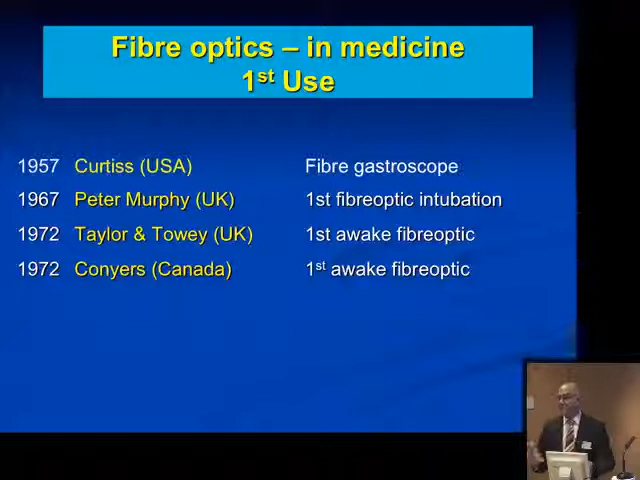 Fibre optics – in medicine
1st Use
1957 Curtiss (USA) Fibre gastroscope
1967 Peter Murphy (UK) 1st fibreoptic intubation
1972 Taylor & Towey (UK) 1st awake fibreoptic
1972 Conyers (Canada) 1st awake fibreoptic